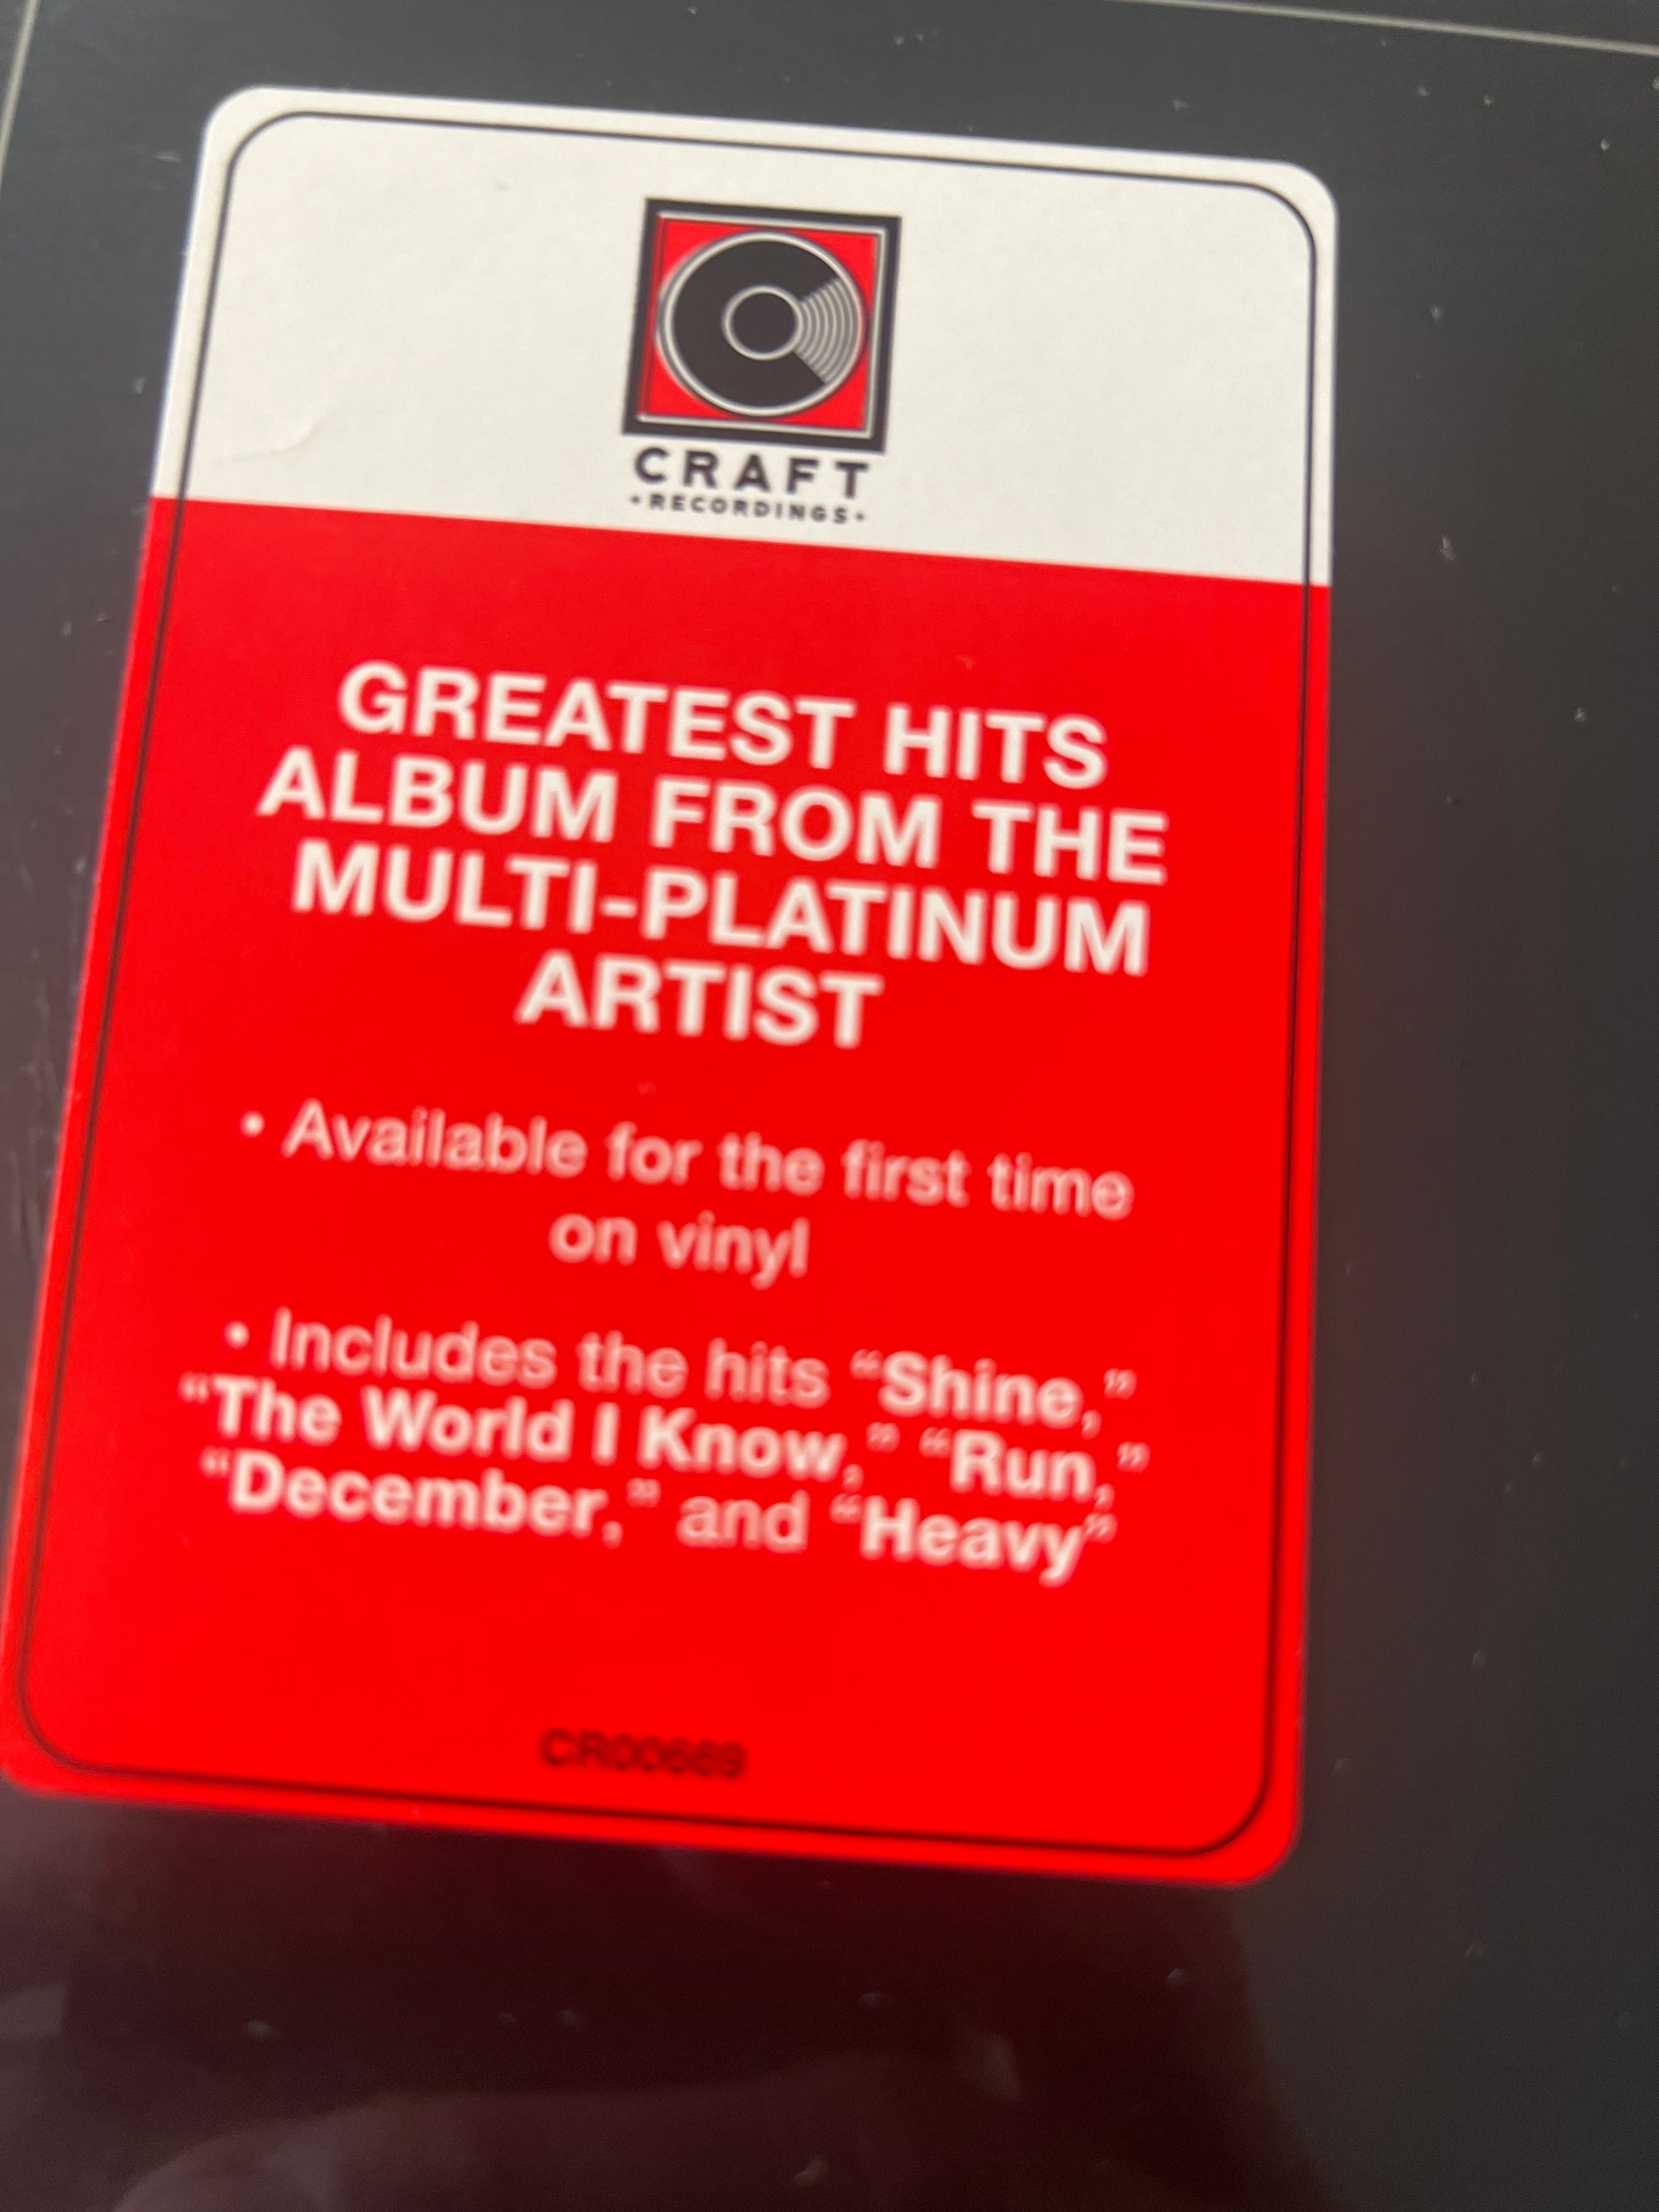 CRAFT
•RECORDINGS•
GREATEST HITS
ALBUM FROM THE
MULTI-PLATINUM
ARTIST
• Available for the first time
on vinyl
• Includes the hits “Shine,”
“The World I Know,” “Run,”
“December,” and “Heavy”
CR00669